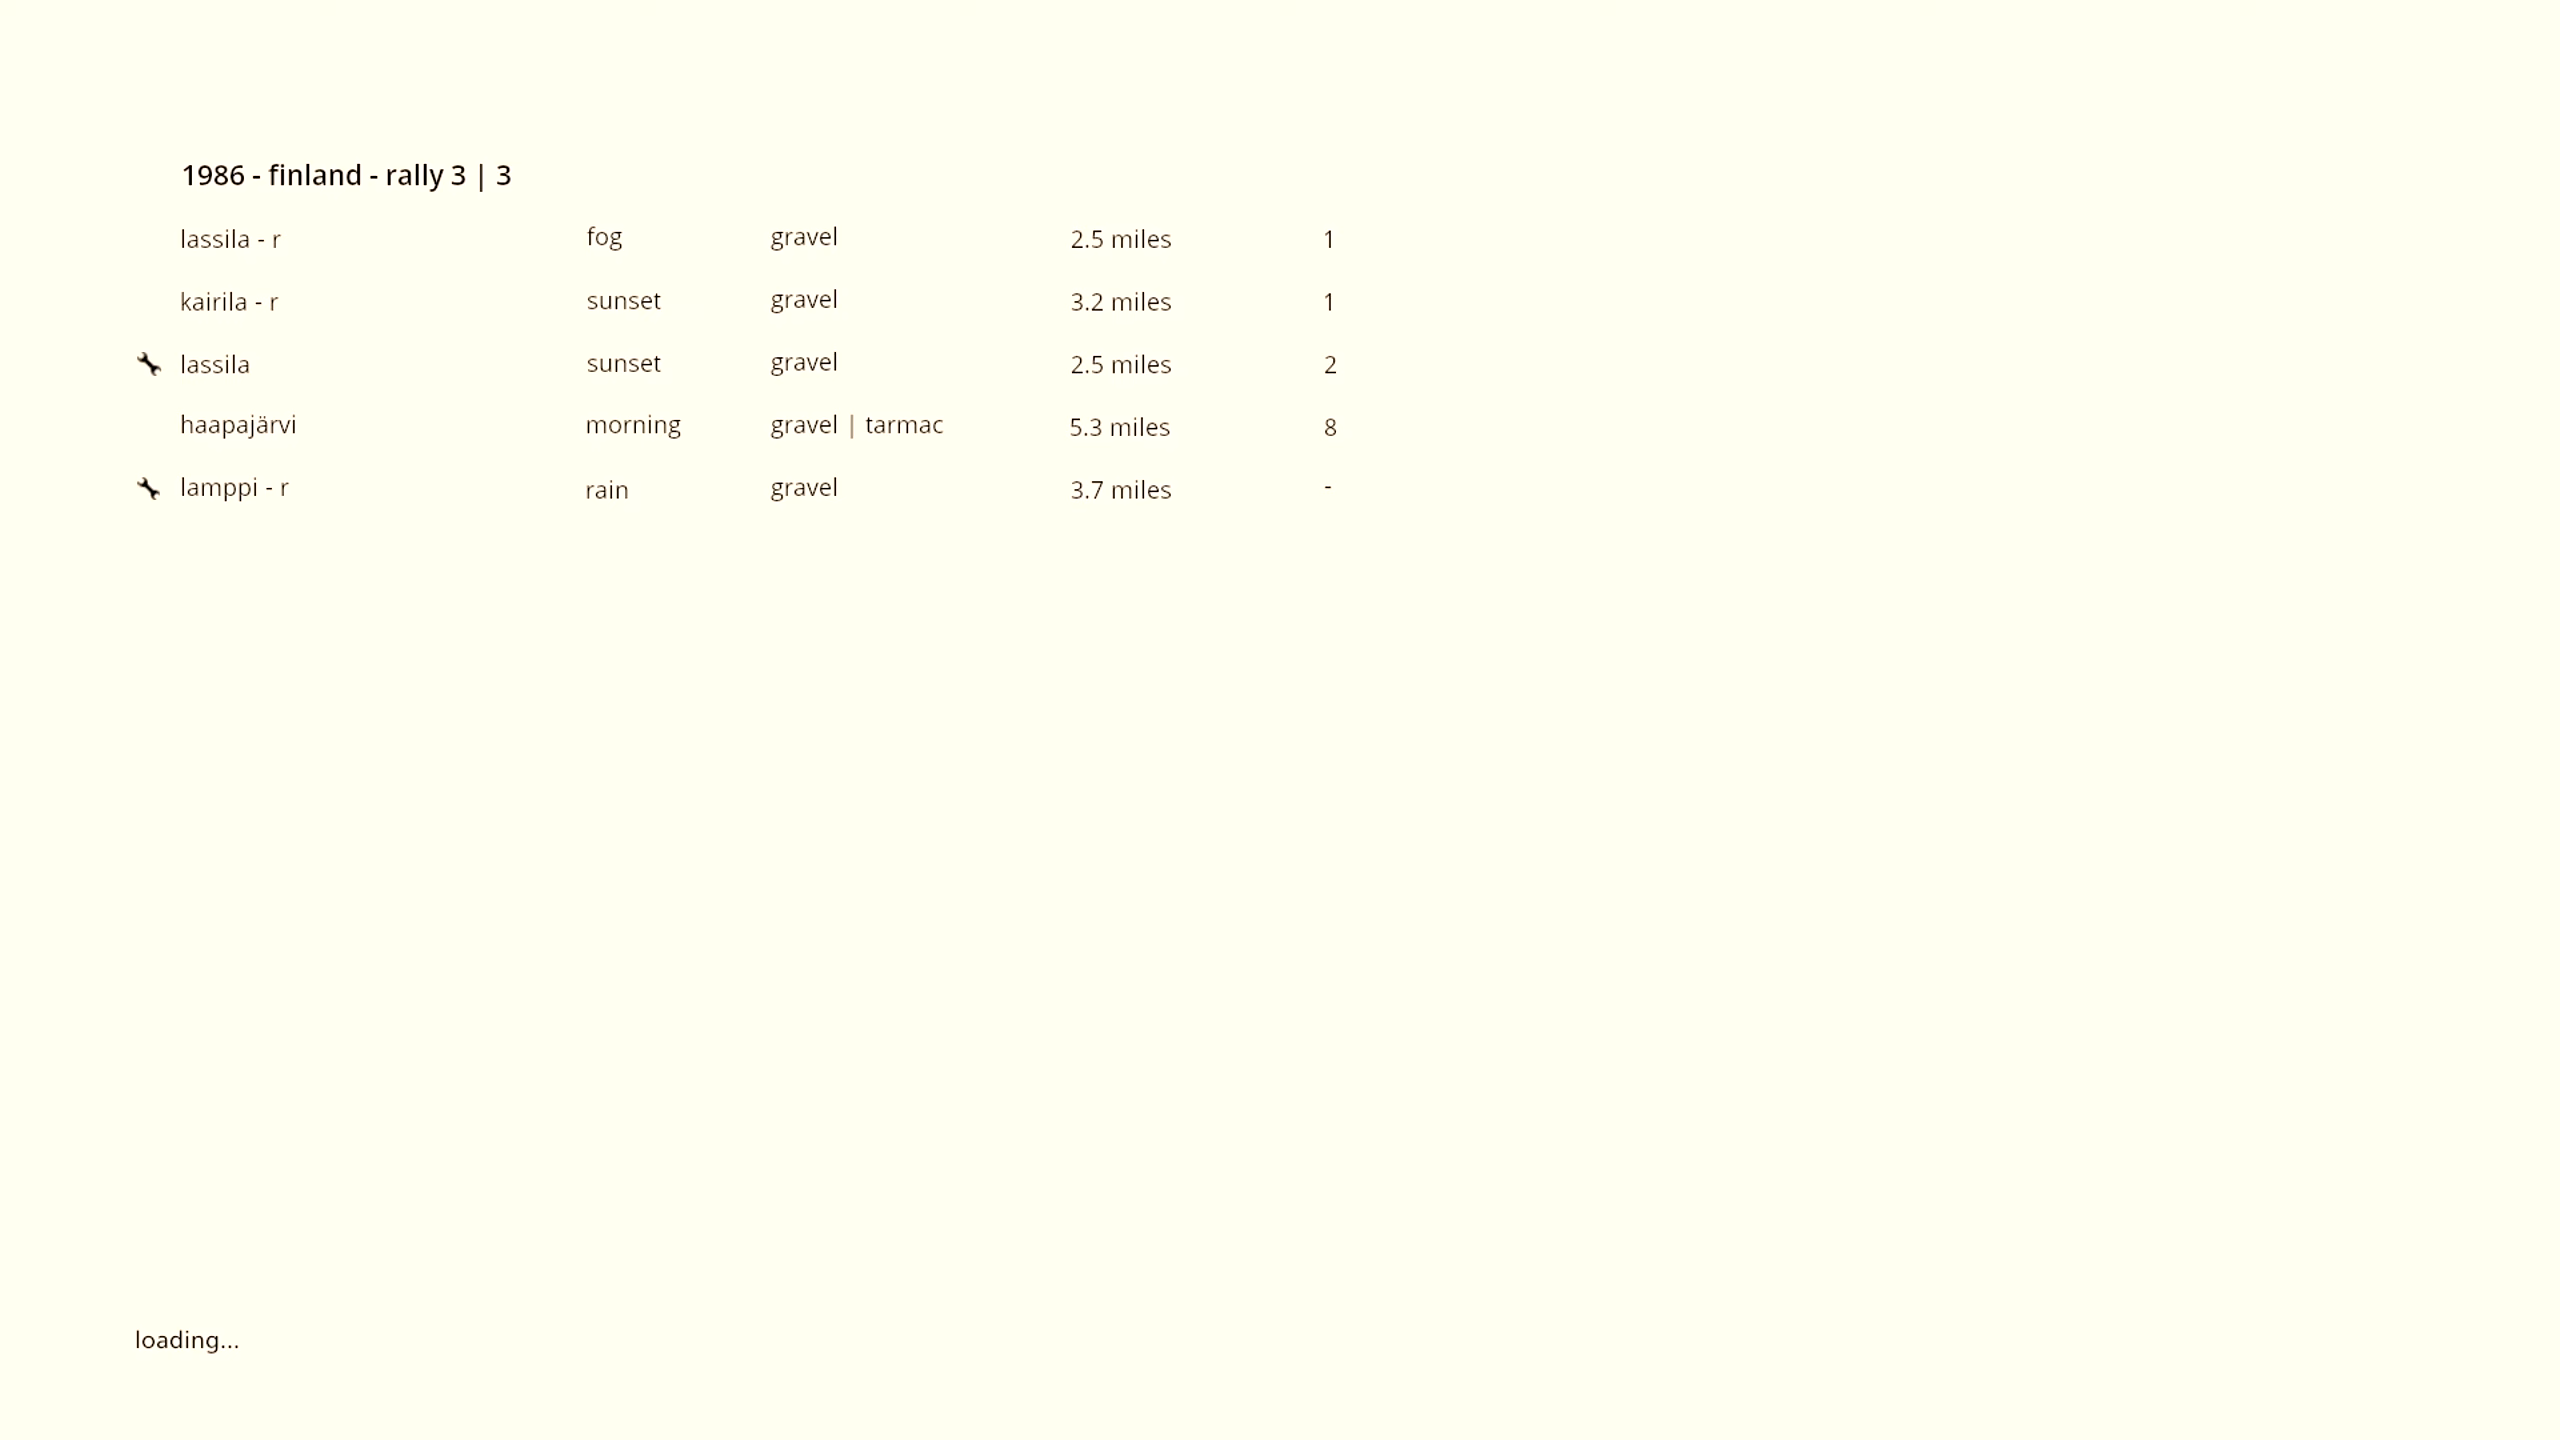 1986 - finland - rally 3 | 3
lassila - r fog gravel 2.5 miles 1
kairila - r sunset gravel 3.2 miles 1
lassila sunset gravel 2.5 miles 2
haapajärvi morning gravel | tarmac 5.3 miles 8
lamppi - r rain gravel 3.7 miles -
loading...